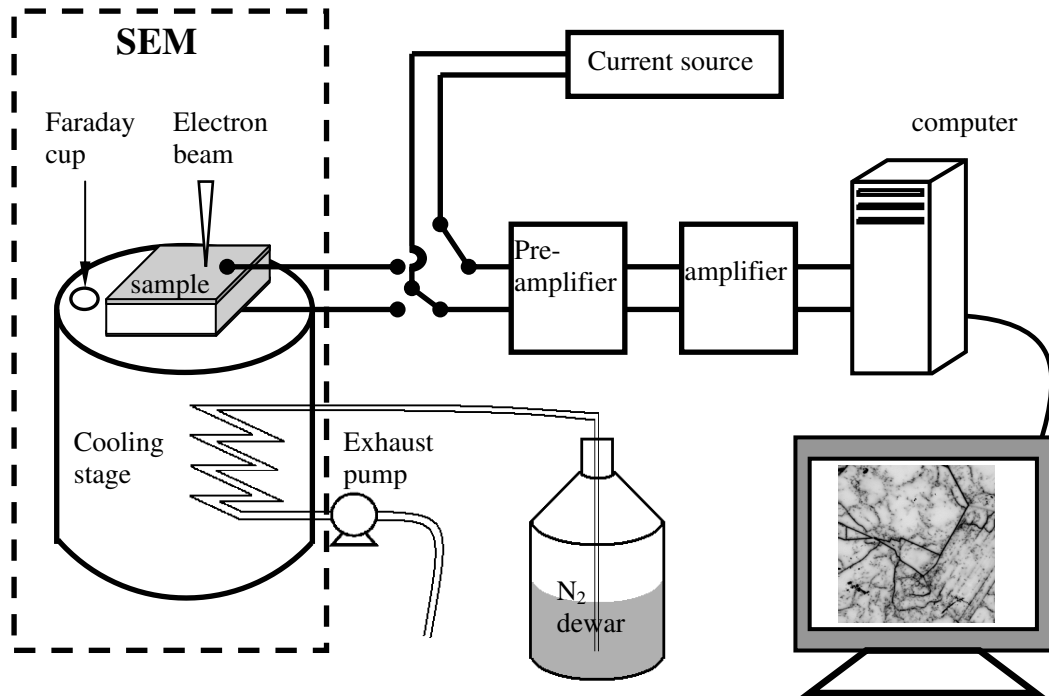 SEM
Current source
Faraday
cup
Electron
beam
computer
sample
Pre-
amplifier
amplifier
Cooling
stage
Exhaust
pump
N₂
dewar